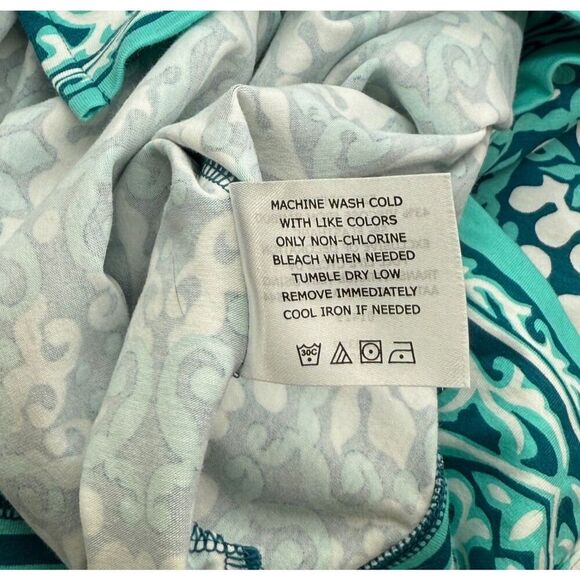 MACHINE WASH COLD
WITH LIKE COLORS
ONLY NON-CHLORINE
BLEACH WHEN NEEDED
TUMBLE DRY LOW
REMOVE IMMEDIATELY
COOL IRON IF NEEDED
30C